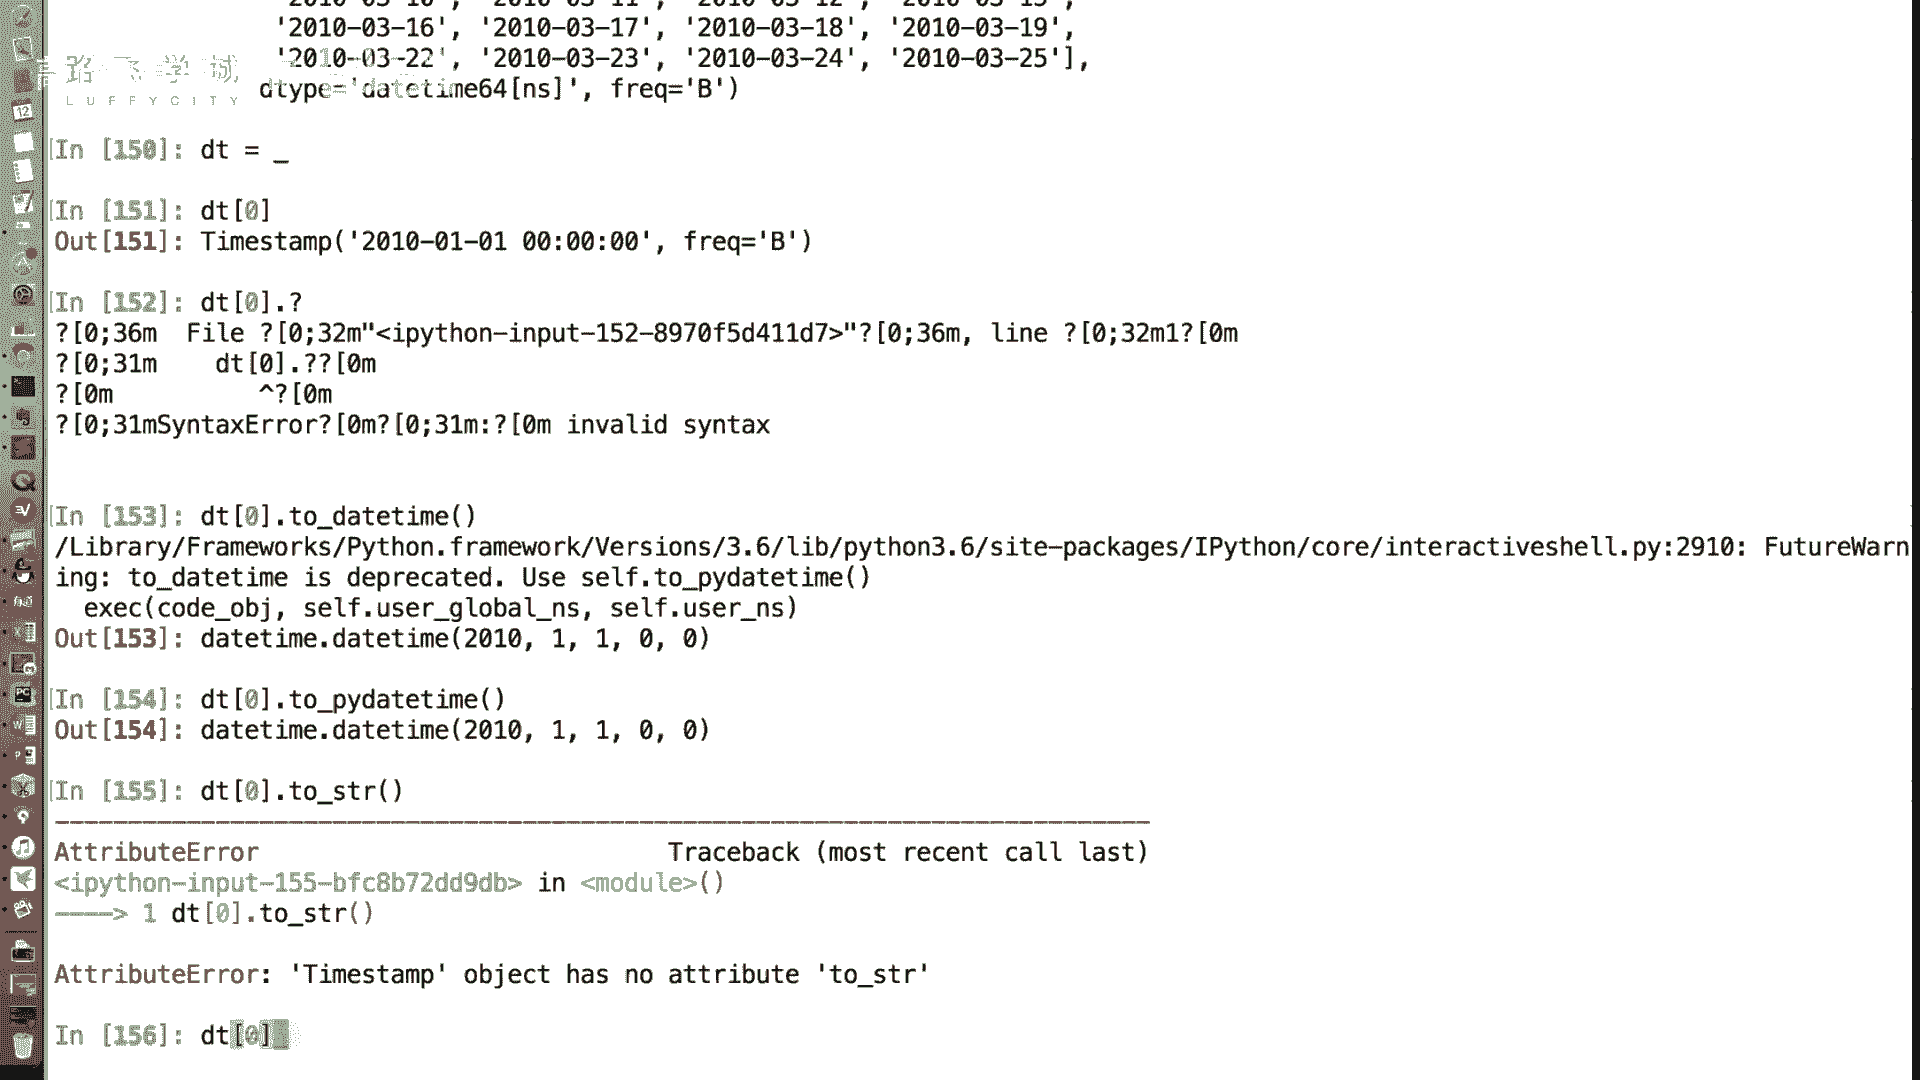 '2010-03-16', '2010-03-17', '2010-03-18', '2010-03-19',
'2010-03-22', '2010-03-23', '2010-03-24', '2010-03-25'],
dtype='datetime64[ns]', freq='B')
路飞学城
LUFFYCITY
In [150]: dt = _
In [151]: dt[0]
Out[151]: Timestamp('2010-01-01 00:00:00', freq='B')
In [152]: dt[0].?
?[0;36m  File ?[0;32m"<ipython-input-152-8970f5d411d7>"?[0;36m, line ?[0;32m1?[0m
?[0;31m    dt[0].??[0m
?[0m          ^?[0m
?[0;31mSyntaxError?[0m?[0;31m:?[0m invalid syntax
In [153]: dt[0].to_datetime()
/Library/Frameworks/Python.framework/Versions/3.6/lib/python3.6/site-packages/IPython/core/interactiveshell.py:2910: FutureWarn
ing: to_datetime is deprecated. Use self.to_pydatetime()
  exec(code_obj, self.user_global_ns, self.user_ns)
Out[153]: datetime.datetime(2010, 1, 1, 0, 0)
In [154]: dt[0].to_pydatetime()
Out[154]: datetime.datetime(2010, 1, 1, 0, 0)
In [155]: dt[0].to_str()
---------------------------------------------------------------------------
AttributeError                            Traceback (most recent call last)
<ipython-input-155-bfc8b72dd9db> in <module>()
----> 1 dt[0].to_str()
AttributeError: 'Timestamp' object has no attribute 'to_str'
In [156]: dt[0]